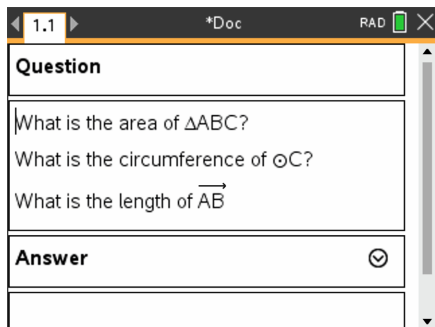 1.1 *Doc RAD
Question
What is the area of ΔABC?
What is the circumference of ⊙C?
What is the length of A͞B⃗
Answer